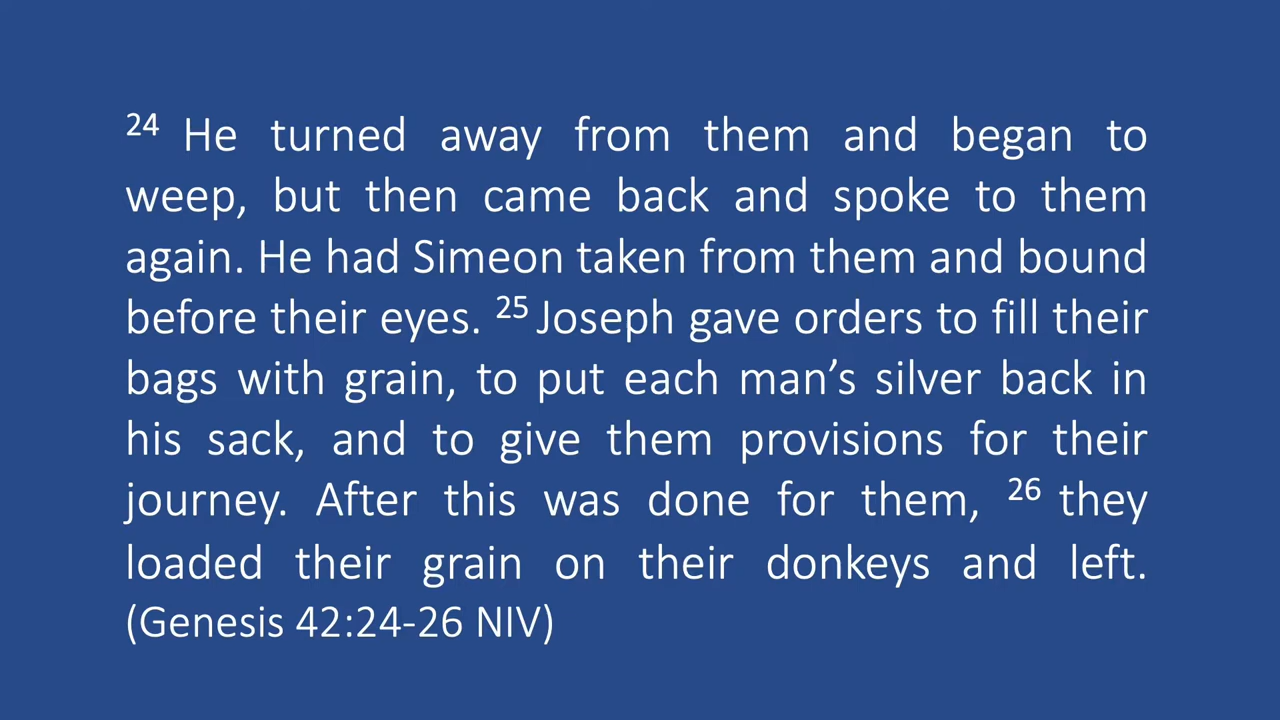 24 He turned away from them and began to
weep, but then came back and spoke to them
again. He had Simeon taken from them and bound
before their eyes. 25 Joseph gave orders to fill their
bags with grain, to put each man’s silver back in
his sack, and to give them provisions for their
journey. After this was done for them, 26 they
loaded their grain on their donkeys and left.
(Genesis 42:24-26 NIV)